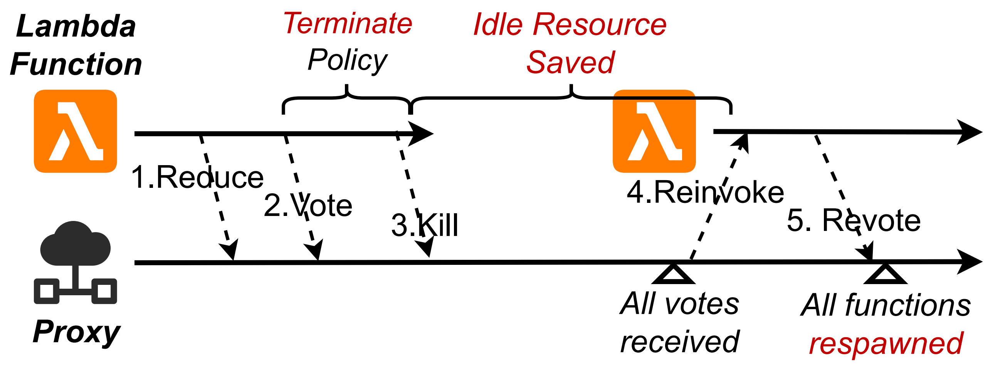 Lambda
Function
Terminate
Policy
Idle Resource
Saved
1.Reduce
2.Vote
3.Kill
4.Reinvoke
5. Revote
Proxy
All votes
received
All functions
respawned